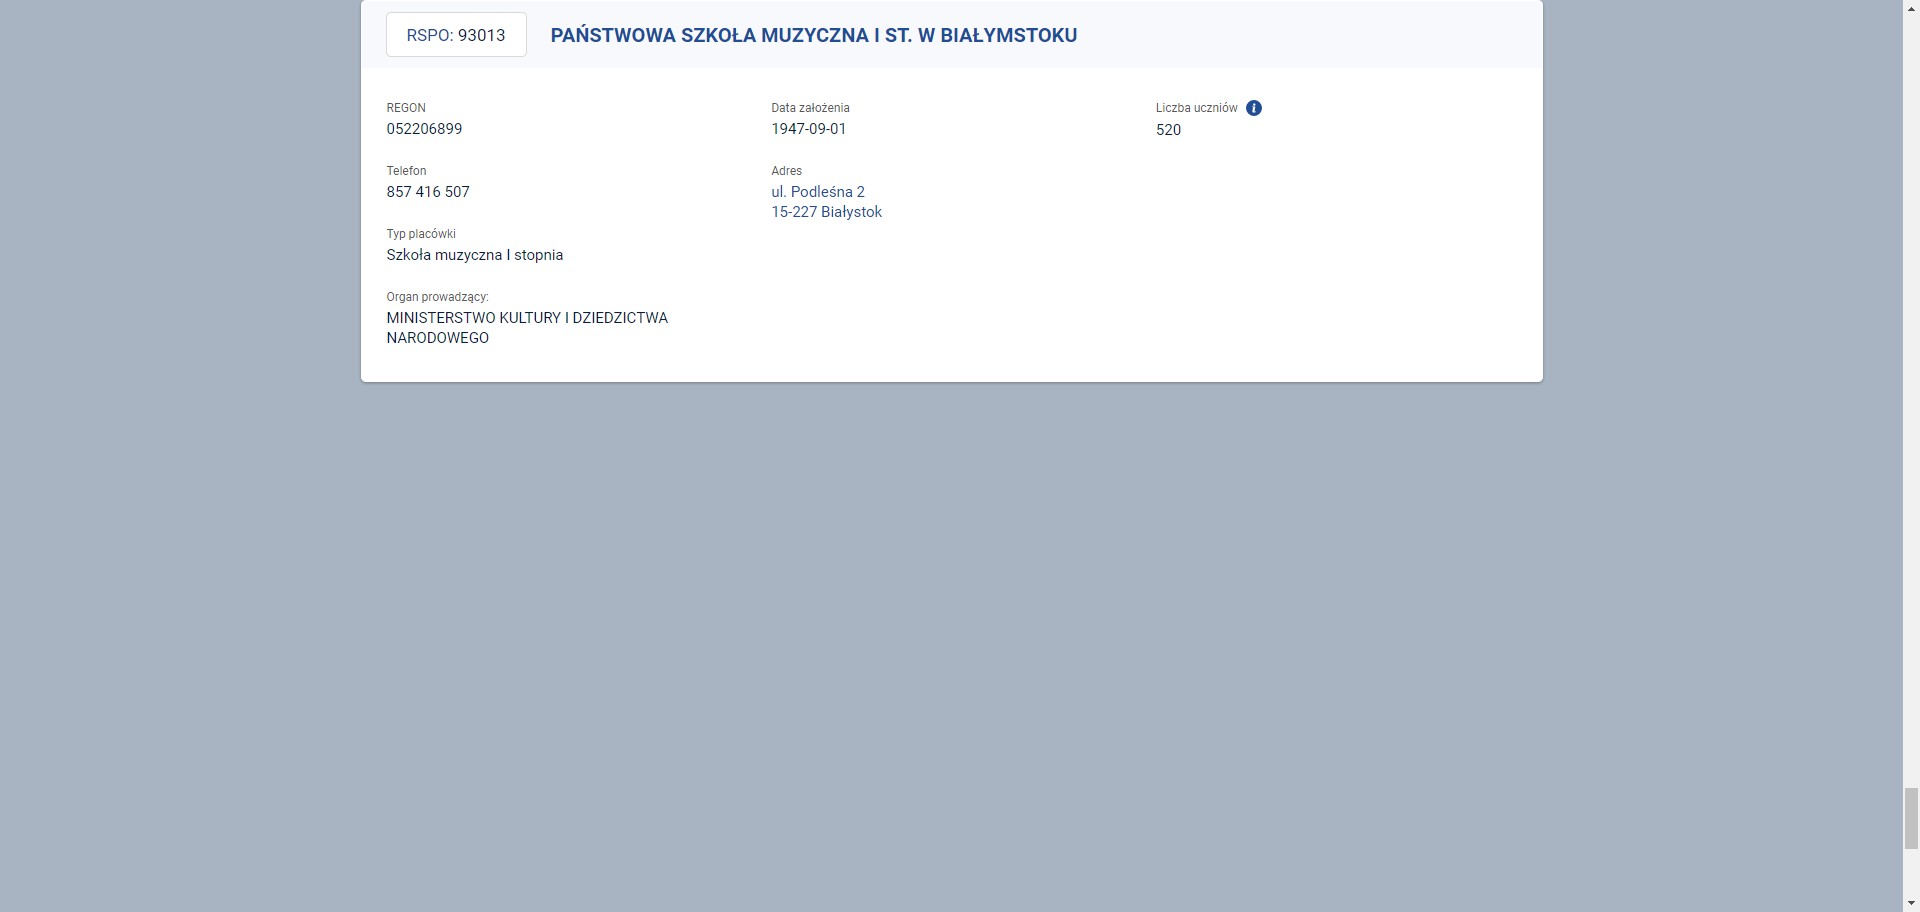 RSPO: 93013
PAŃSTWOWA SZKOŁA MUZYCZNA I ST. W BIAŁYMSTOKU
REGON
052206899
Data założenia
1947-09-01
Liczba uczniów i
520
Telefon
857 416 507
Adres
ul. Podleśna 2
15-227 Białystok
Typ placówki
Szkoła muzyczna I stopnia
Organ prowadzący:
MINISTERSTWO KULTURY I DZIEDZICTWA
NARODOWEGO